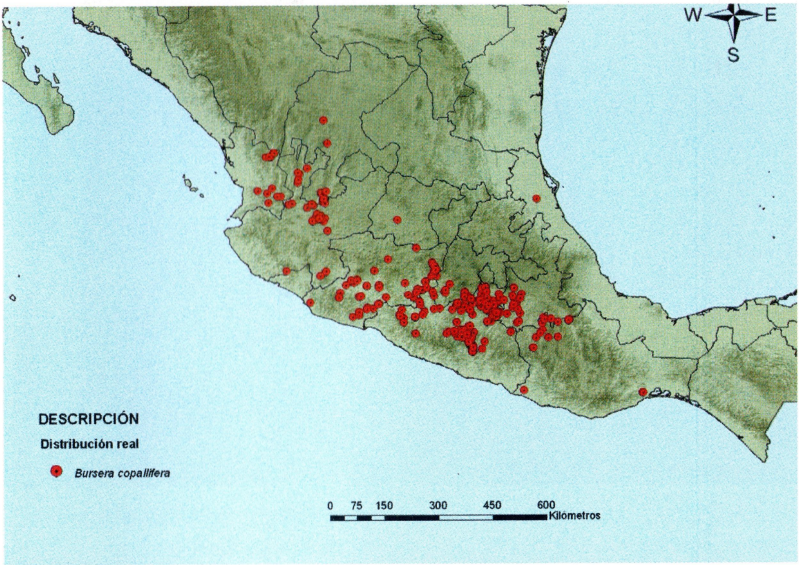 W E
S
DESCRIPCIÓN
Distribución real
Bursera copallifera
0 75 150 300 450 600
Kilómetros